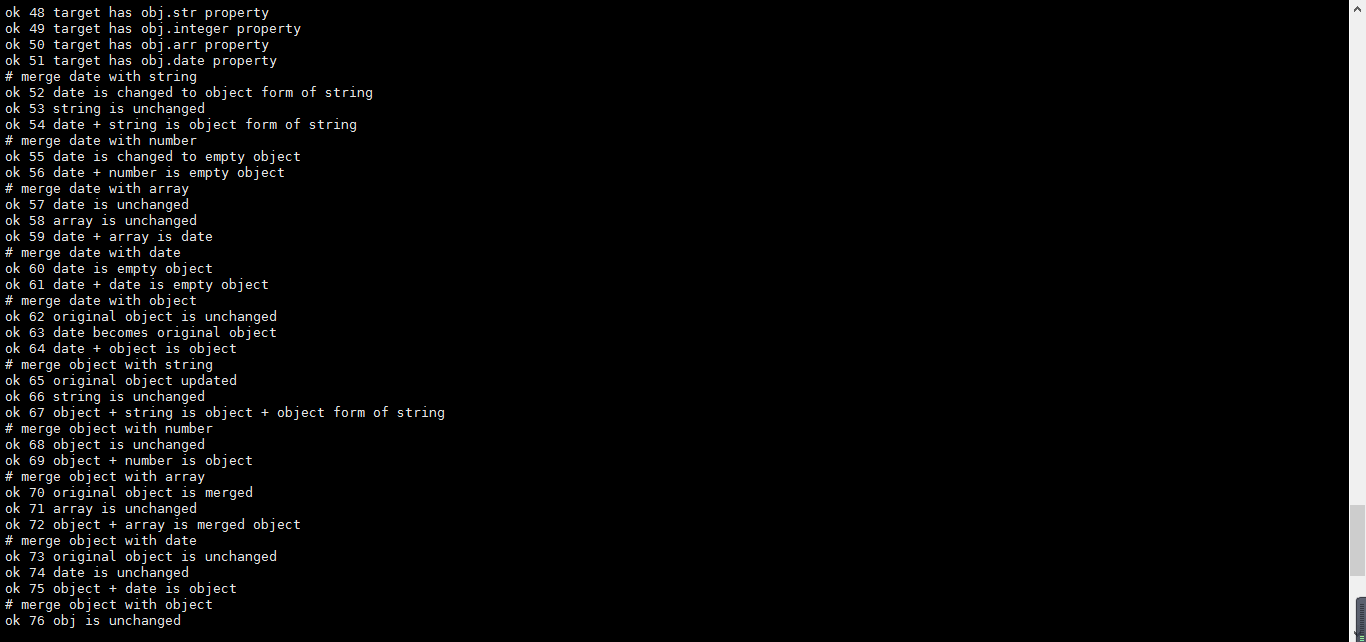 ok 48 target has obj.str property
ok 49 target has obj.integer property
ok 50 target has obj.arr property
ok 51 target has obj.date property
# merge date with string
ok 52 date is changed to object form of string
ok 53 string is unchanged
ok 54 date + string is object form of string
# merge date with number
ok 55 date is changed to empty object
ok 56 date + number is empty object
# merge date with array
ok 57 date is unchanged
ok 58 array is unchanged
ok 59 date + array is date
# merge date with date
ok 60 date is empty object
ok 61 date + date is empty object
# merge date with object
ok 62 original object is unchanged
ok 63 date becomes original object
ok 64 date + object is object
# merge object with string
ok 65 original object updated
ok 66 string is unchanged
ok 67 object + string is object + object form of string
# merge object with number
ok 68 object is unchanged
ok 69 object + number is object
# merge object with array
ok 70 original object is merged
ok 71 array is unchanged
ok 72 object + array is merged object
# merge object with date
ok 73 original object is unchanged
ok 74 date is unchanged
ok 75 object + date is object
# merge object with object
ok 76 obj is unchanged